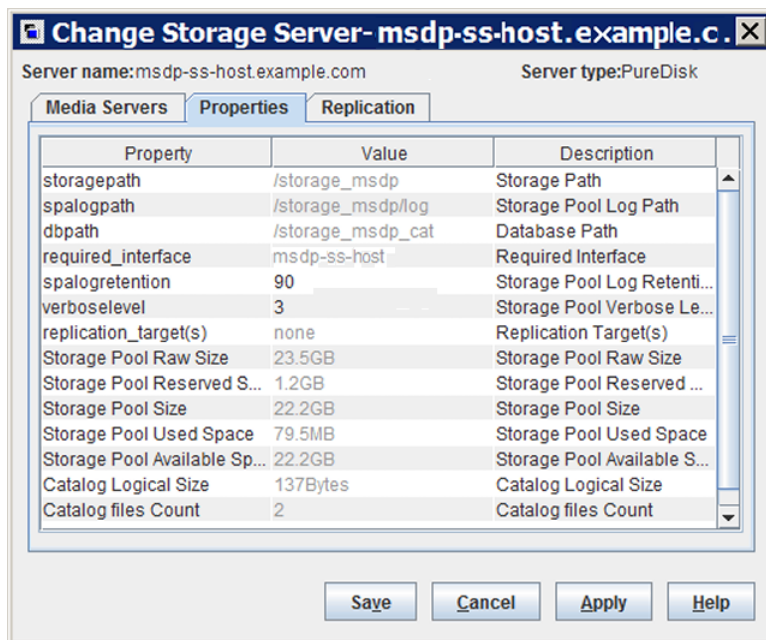 Change Storage Server- msdp-ss-host.example.c .
Server name:msdp-ss-host.example.com Server type:PureDisk
Media Servers Properties Replication
Property Value Description
storagepath /storage_msdp Storage Path
spalogpath /storage_msdp/log Storage Pool Log Path
dbpath /storage_msdp_cat Database Path
required_interface msdp-ss-host Required Interface
spalogretention 90 Storage Pool Log Retenti...
verboselevel 3 Storage Pool Verbose Le...
replication_target(s) none Replication Target(s)
Storage Pool Raw Size 23.5GB Storage Pool Raw Size
Storage Pool Reserved S... 1.2GB Storage Pool Reserved ...
Storage Pool Size 22.2GB Storage Pool Size
Storage Pool Used Space 79.5MB Storage Pool Used Space
Storage Pool Available Sp... 22.2GB Storage Pool Available S...
Catalog Logical Size 137Bytes Catalog Logical Size
Catalog files Count 2 Catalog files Count
Save Cancel Apply Help